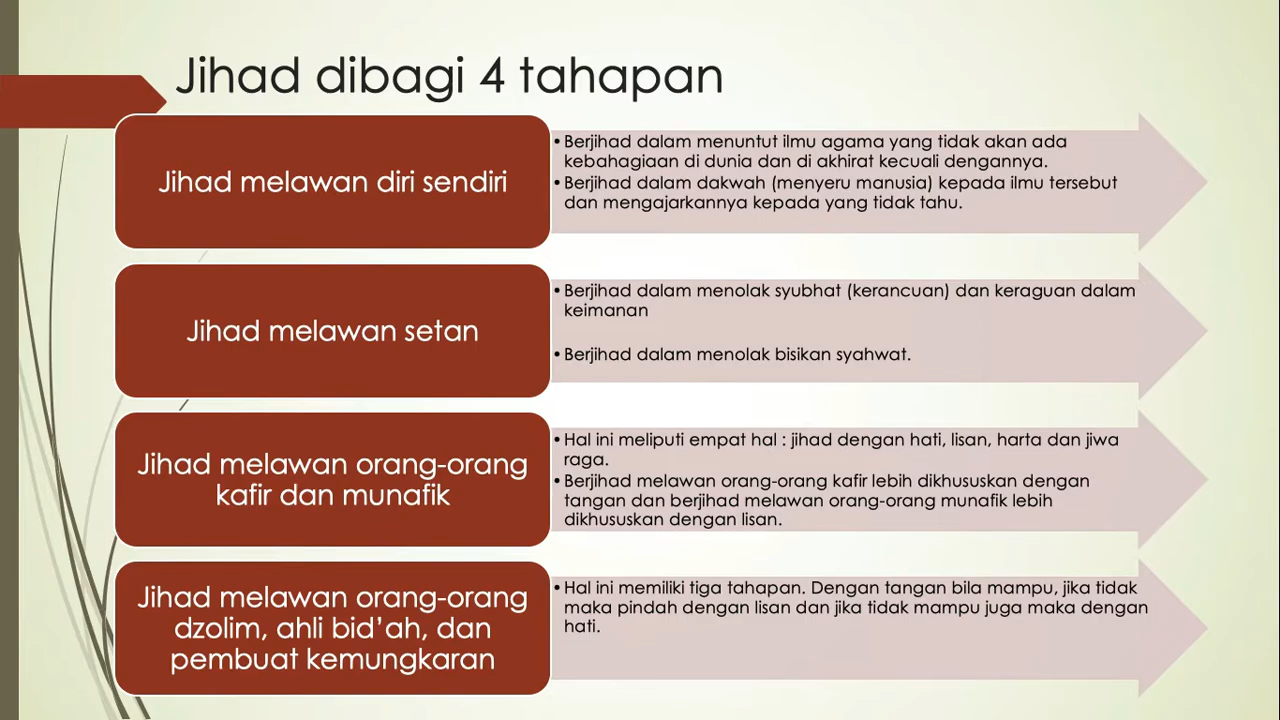 Jihad dibagi 4 tahapan
Jihad melawan diri sendiri
• Berjihad dalam menuntut ilmu agama yang tidak akan ada
kebahagiaan di dunia dan di akhirat kecuali dengannya.
• Berjihad dalam dakwah (menyeru manusia) kepada ilmu tersebut
dan mengajarkannya kepada yang tidak tahu.
Jihad melawan setan
• Berjihad dalam menolak syubhat (kerancuan) dan keraguan dalam
keimanan
• Berjihad dalam menolak bisikan syahwat.
Jihad melawan orang-orang
kafir dan munafik
• Hal ini meliputi empat hal : jihad dengan hati, lisan, harta dan jiwa
raga.
• Berjihad melawan orang-orang kafir lebih dikhususkan dengan
tangan dan berjihad melawan orang-orang munafik lebih
dikhususkan dengan lisan.
Jihad melawan orang-orang
dzolim, ahli bid’ah, dan
pembuat kemungkaran
• Hal ini memiliki tiga tahapan. Dengan tangan bila mampu, jika tidak
maka pindah dengan lisan dan jika tidak mampu juga maka dengan
hati.